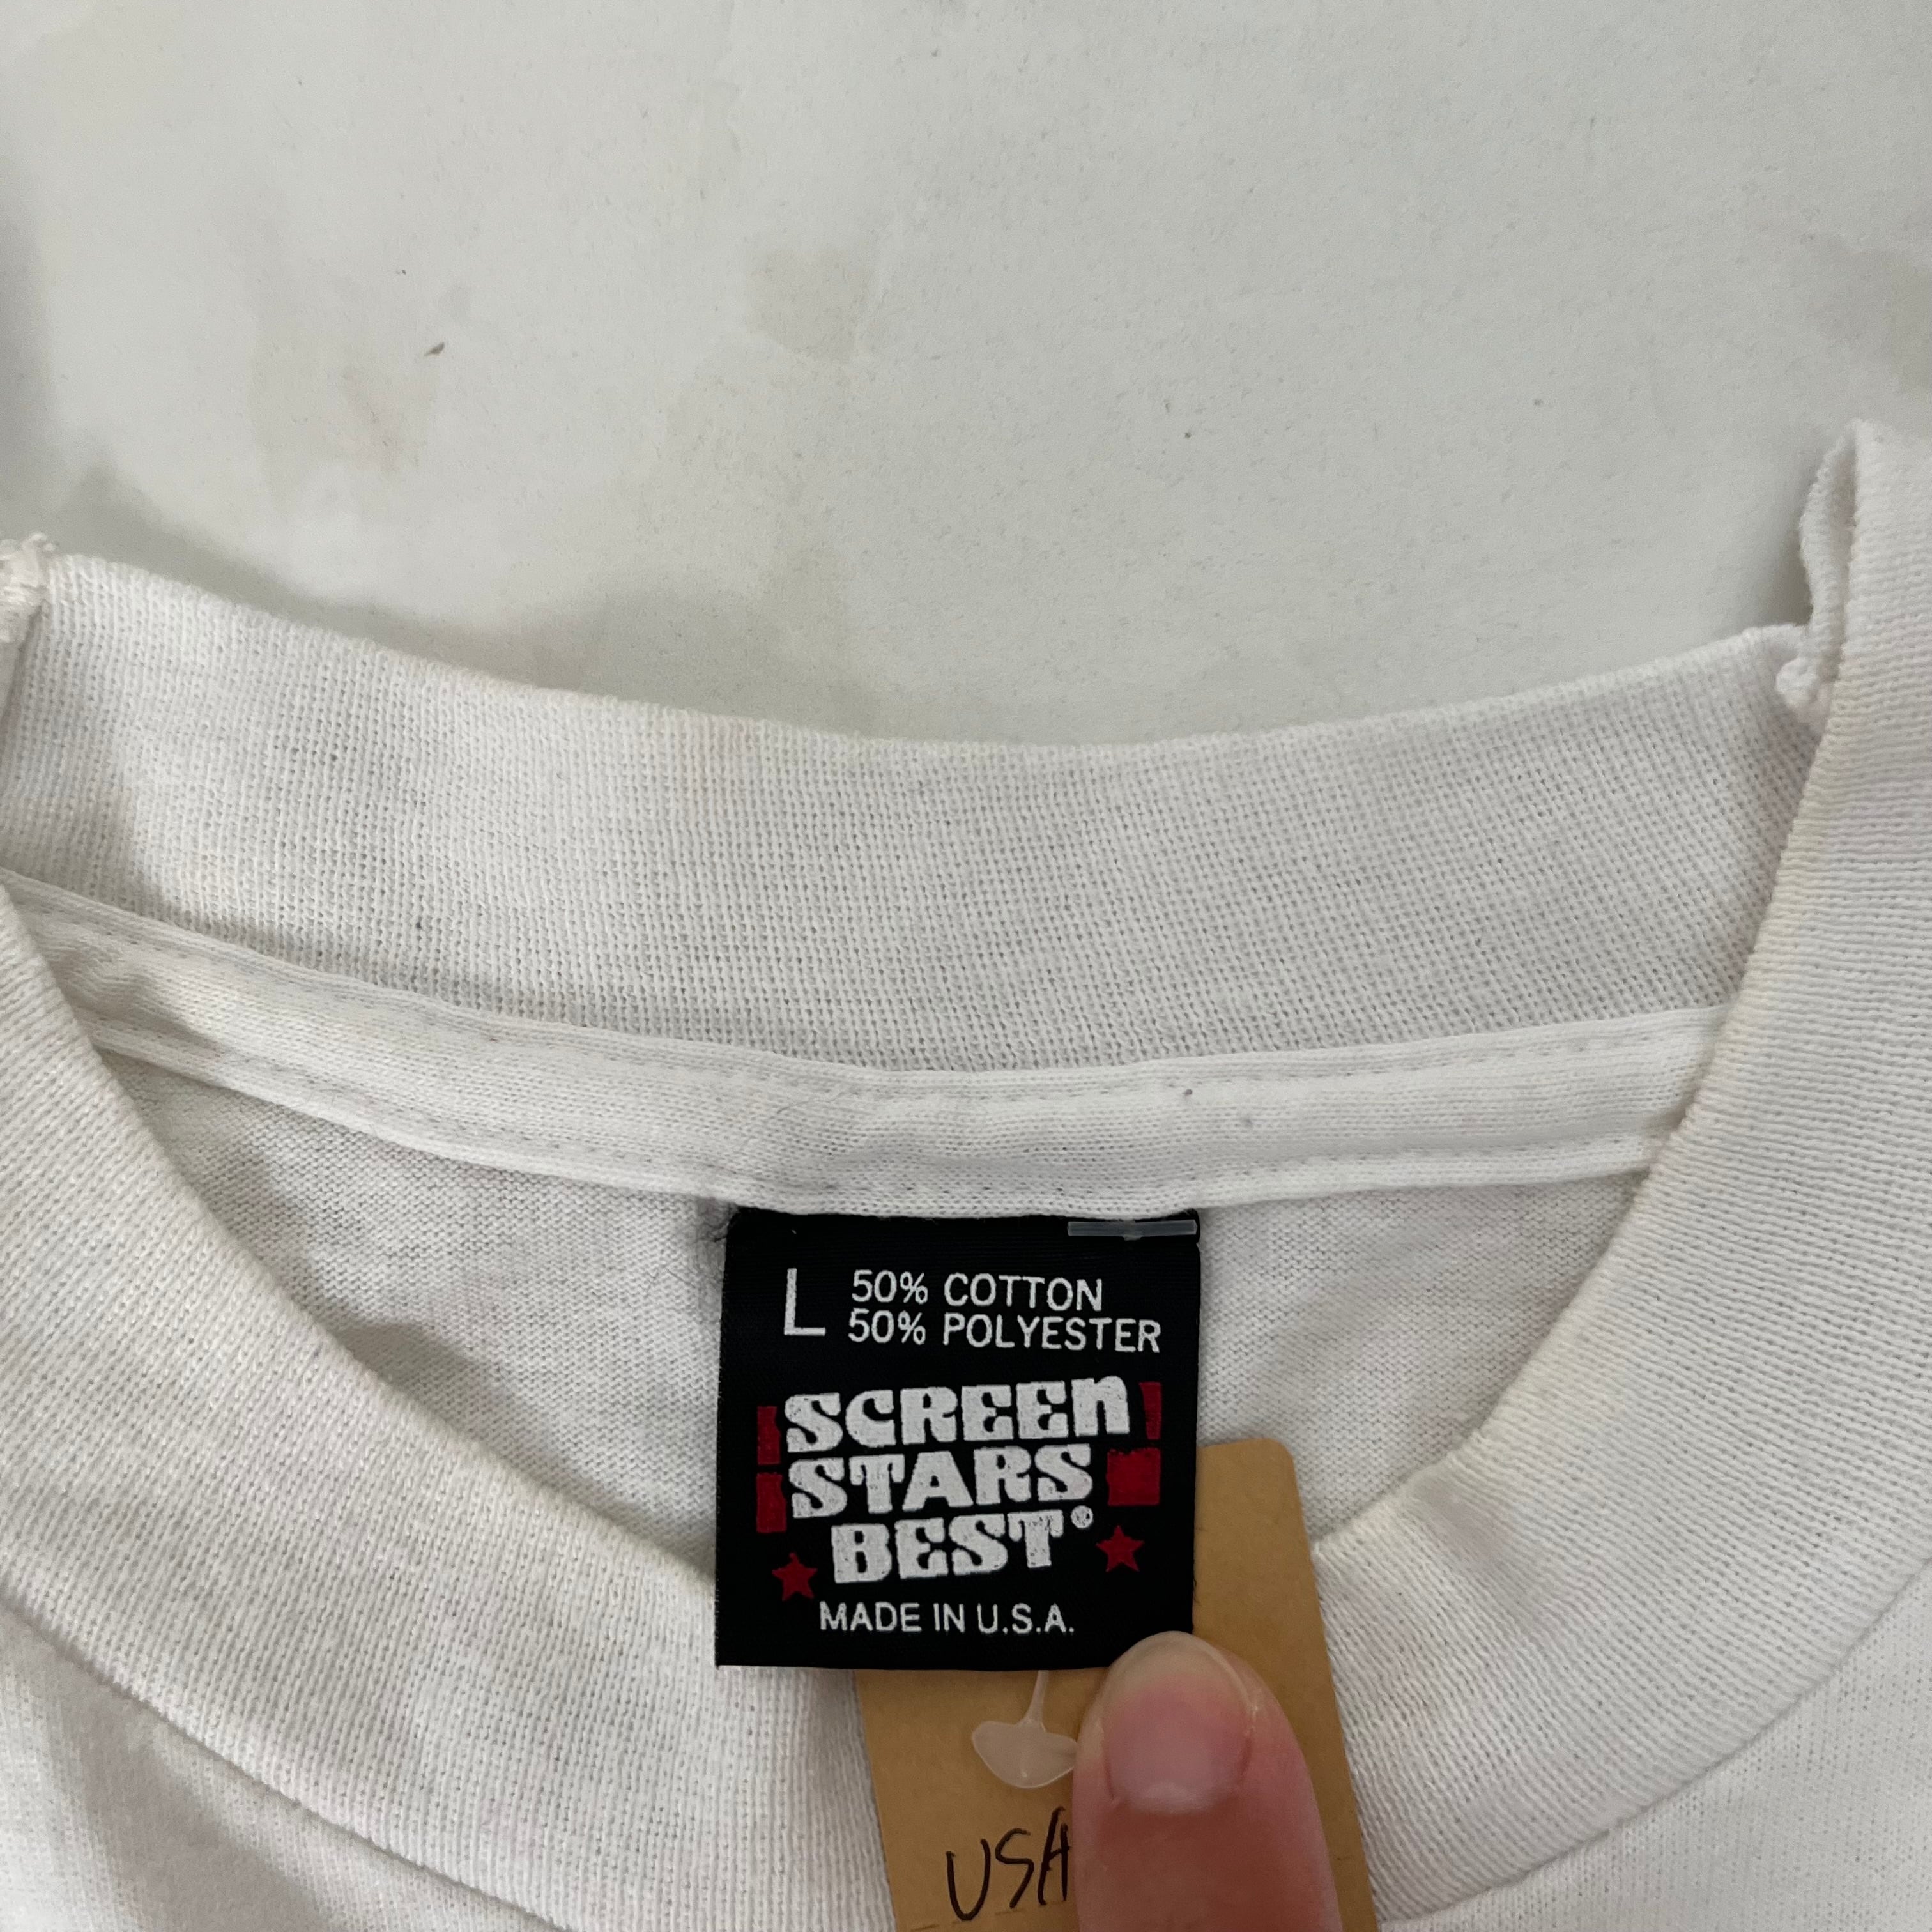 L 50% COTTON
50% POLYESTER
SCREEN
STARS
BEST®
MADE IN U.S.A.
USA